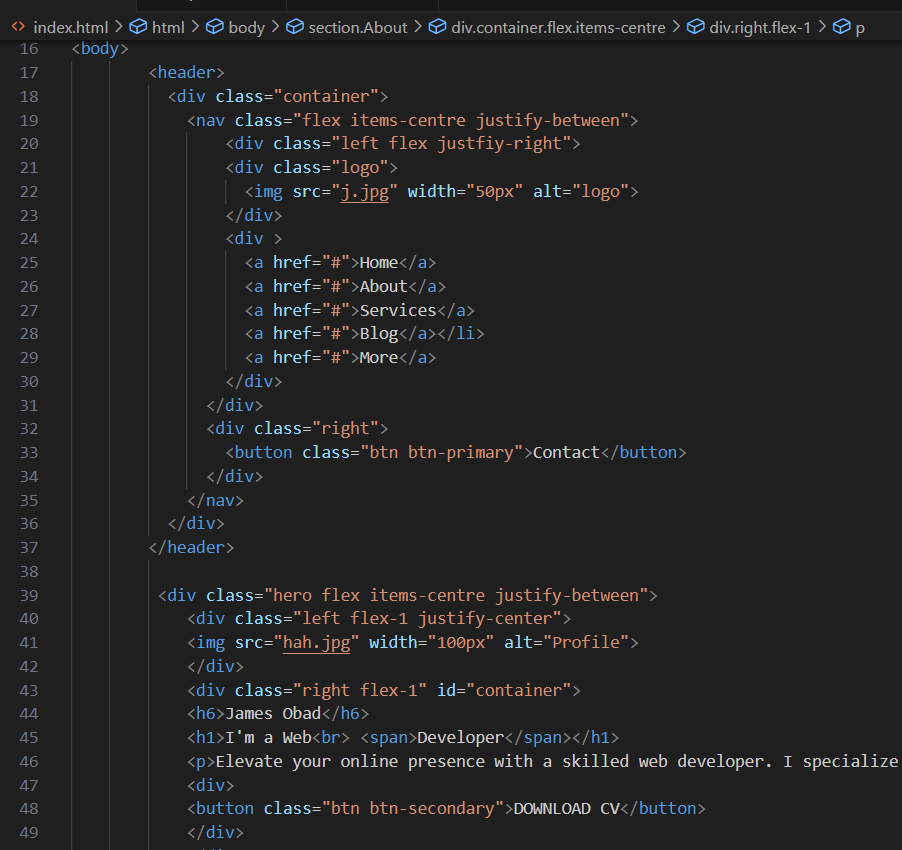 index.html > html > body > section.About > div.container.flex.items-centre > div.right.flex-1 > p
16 <body>
17 <header>
18 <div class="container">
19 <nav class="flex items-centre justify-between">
20 <div class="left flex justfiy-right">
21 <div class="logo">
22 <img src="j.jpg" width="50px" alt="logo">
23 </div>
24 <div >
25 <a href="#">Home</a>
26 <a href="#">About</a>
27 <a href="#">Services</a>
28 <a href="#">Blog</a></li>
29 <a href="#">More</a>
30 </div>
31 </div>
32 <div class="right">
33 <button class="btn btn-primary">Contact</button>
34 </div>
35 </nav>
36 </div>
37 </header>
38
39 <div class="hero flex items-centre justify-between">
40 <div class="left flex-1 justify-center">
41 <img src="hah.jpg" width="100px" alt="Profile">
42 </div>
43 <div class="right flex-1" id="container">
44 <h6>James Obad</h6>
45 <h1>I'm a Web<br> <span>Developer</span></h1>
46 <p>Elevate your online presence with a skilled web developer. I specialize
47 <div>
48 <button class="btn btn-secondary">DOWNLOAD CV</button>
49 </div>